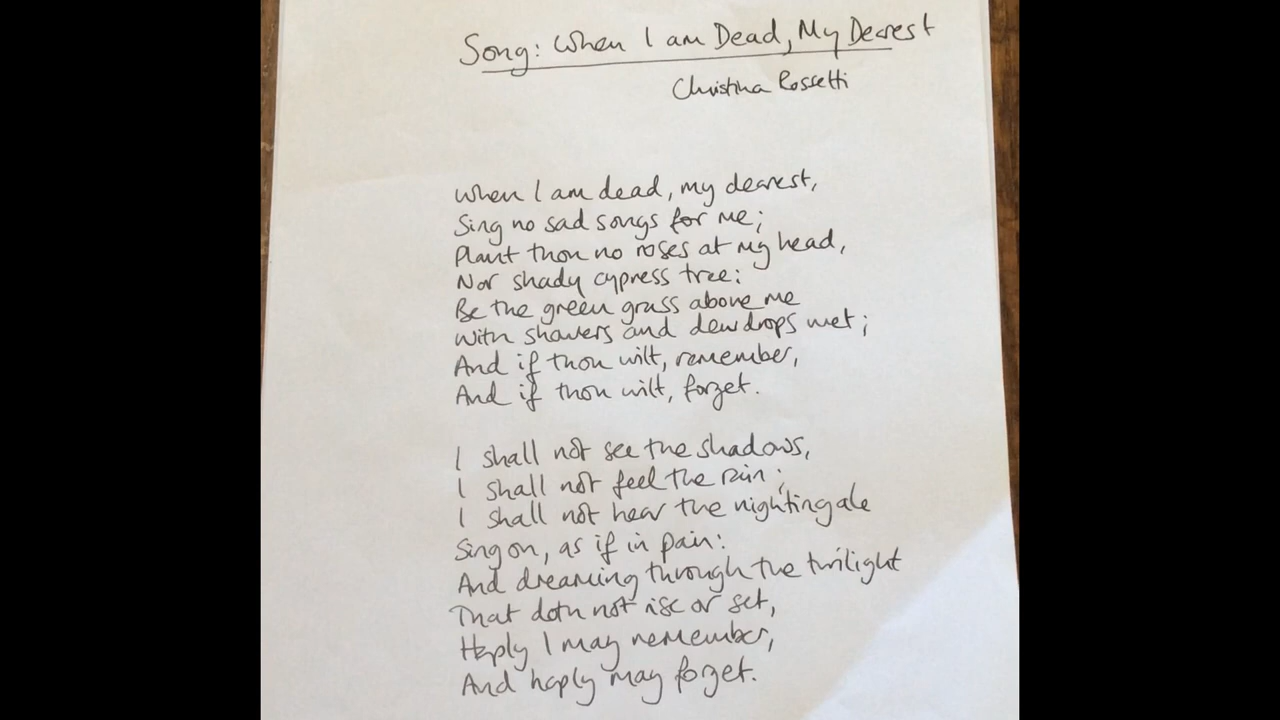 Song: When I am Dead, My Dearest
Christina Rossetti
When I am dead, my dearest,
Sing no sad songs for me;
Plant thou no roses at my head,
Nor shady cypress tree:
Be the green grass above me
With showers and dewdrops wet;
And if thou wilt, remember,
And if thou wilt, forget.
I shall not see the shadows,
I shall not feel the rain;
I shall not hear the nightingale
Sing on, as if in pain:
And dreaming through the twilight
That doth not rise or set,
Haply I may remember,
And haply may forget.